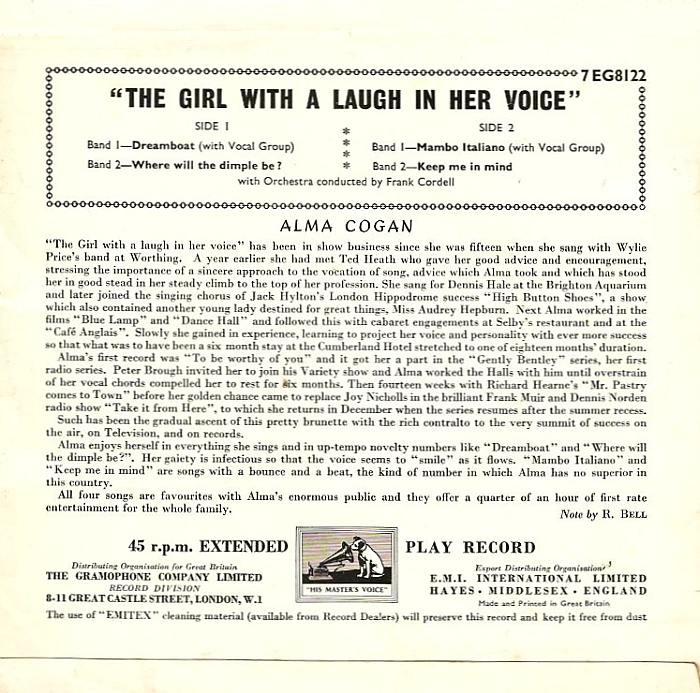 7 EG8122
"THE GIRL WITH A LAUGH IN HER VOICE"
SIDE 1
Band 1—Dreamboat (with Vocal Group)
Band 2—Where will the dimple be?
SIDE 2
Band 1—Mambo Italiano (with Vocal Group)
Band 2—Keep me in mind
with Orchestra conducted by Frank Cordell
ALMA COGAN
"The Girl with a laugh in her voice" has been in show business since she was fifteen when she sang with Wylie
Price's band at Worthing. A year earlier she had met Ted Heath who gave her good advice and encouragement,
stressing the importance of a sincere approach to the vocation of song, advice which Alma took and which has stood
her in good stead in her steady climb to the top of her profession. She sang for Dennis Hale at the Brighton Aquarium
and later joined the singing chorus of Jack Hylton's London Hippodrome success "High Button Shoes", a show
which also contained another young lady destined for great things, Miss Audrey Hepburn. Next Alma worked in the
films "Blue Lamp" and "Dance Hall" and followed this with cabaret engagements at Selby's restaurant and at the
"Café Anglais". Slowly she gained in experience, learning to project her voice and personality with ever more success
so that what was to have been a six month stay at the Cumberland Hotel stretched to one of eighteen months' duration.
Alma's first record was "To be worthy of you" and it got her a part in the "Gently Bentley" series, her first
radio series. Peter Brough invited her to join his Variety show and Alma worked the Halls with him until overstrain
of her vocal chords compelled her to rest for six months. Then fourteen weeks with Richard Hearne's "Mr. Pastry
comes to Town" before her golden chance came to replace Joy Nicholls in the brilliant Frank Muir and Dennis Norden
radio show "Take it from Here", to which she returns in December when the series resumes after the summer recess.
Such has been the gradual ascent of this pretty brunette with the rich contralto to the very summit of success on
the air, on Television, and on records.
Alma enjoys herself in everything she sings and in up-tempo novelty numbers like "Dreamboat" and "Where will
the dimple be?". Her gaiety is infectious so that the voice seems to "smile" as it flows. "Mambo Italiano" and
"Keep me in mind" are songs with a bounce and a beat, the kind of number in which Alma has no superior in
this country.
All four songs are favourites with Alma's enormous public and they offer a quarter of an hour of first rate
entertainment for the whole family.
Note by R. BELL
45 r.p.m. EXTENDED PLAY RECORD
"HIS MASTER'S VOICE"
Distributing Organisation for Great Britain
THE GRAMOPHONE COMPANY LIMITED
RECORD DIVISION
8-11 GREAT CASTLE STREET, LONDON, W.1
Export Distributing Organisation
E.M.I. INTERNATIONAL LIMITED
HAYES • MIDDLESEX • ENGLAND
Made and Printed in Great Britain
The use of "EMITEX" cleaning material (available from Record Dealers) will preserve this record and keep it free from dust